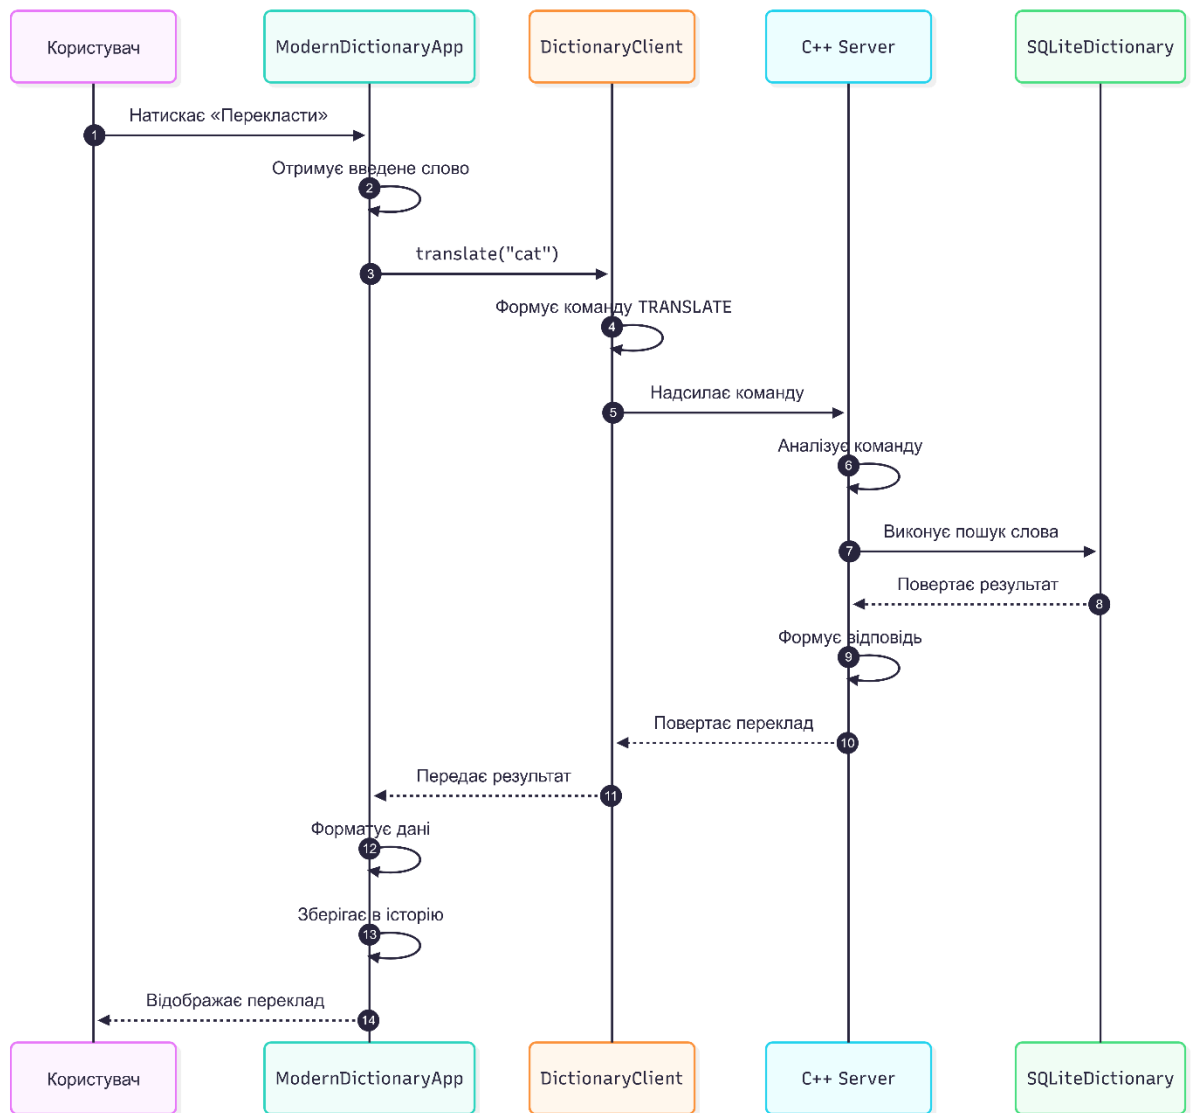 Користувач
ModernDictionaryApp
DictionaryClient
C++ Server
SQLiteDictionary
Натискає «Перекласти»
1
Отримує введене слово
2
translate("cat")
3
Формує команду TRANSLATE
4
Надсилає команду
5
Аналізує команду
6
Виконує пошук слова
7
Повертає результат
8
Формує відповідь
9
Повертає переклад
10
Передає результат
11
Форматує дані
12
Зберігає в історію
13
Відображає переклад
14
Користувач
ModernDictionaryApp
DictionaryClient
C++ Server
SQLiteDictionary